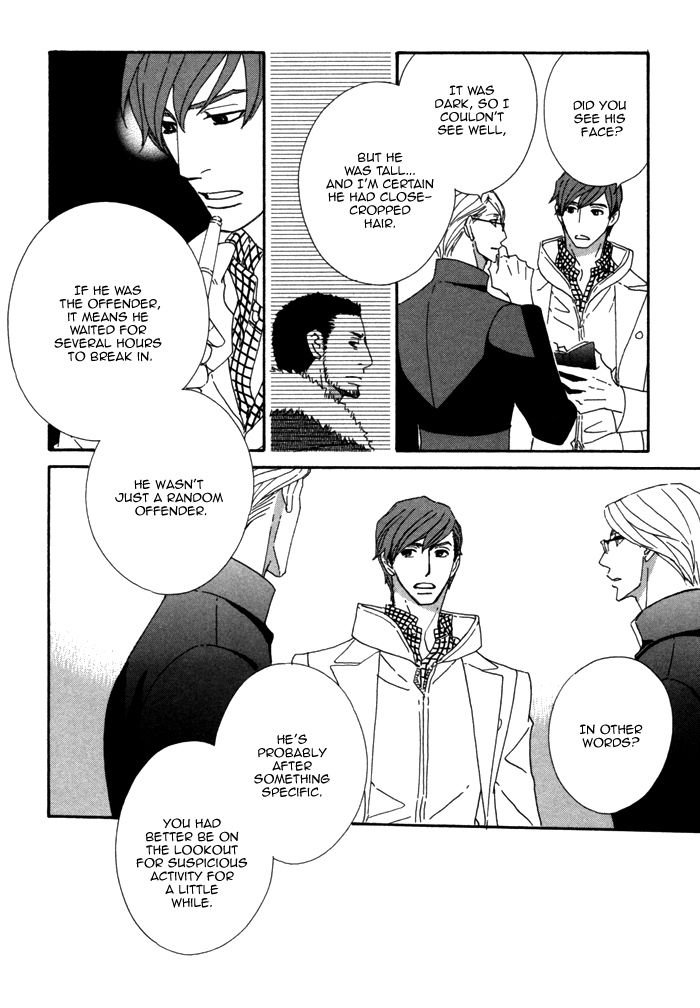 DID YOU
SEE HIS
FACE?
IT WAS
DARK, SO I
COULDN'T
SEE WELL,
BUT HE
WAS TALL...
AND I'M CERTAIN
HE HAD CLOSE-
CROPPED
HAIR.
IF HE WAS
THE OFFENDER,
IT MEANS HE
WAITED FOR
SEVERAL HOURS
TO BREAK IN.
HE WASN'T
JUST A RANDOM
OFFENDER.
IN OTHER
WORDS?
HE'S
PROBABLY
AFTER
SOMETHING
SPECIFIC.
YOU HAD
BETTER BE ON
THE LOOKOUT
FOR SUSPICIOUS
ACTIVITY FOR
A LITTLE
WHILE.